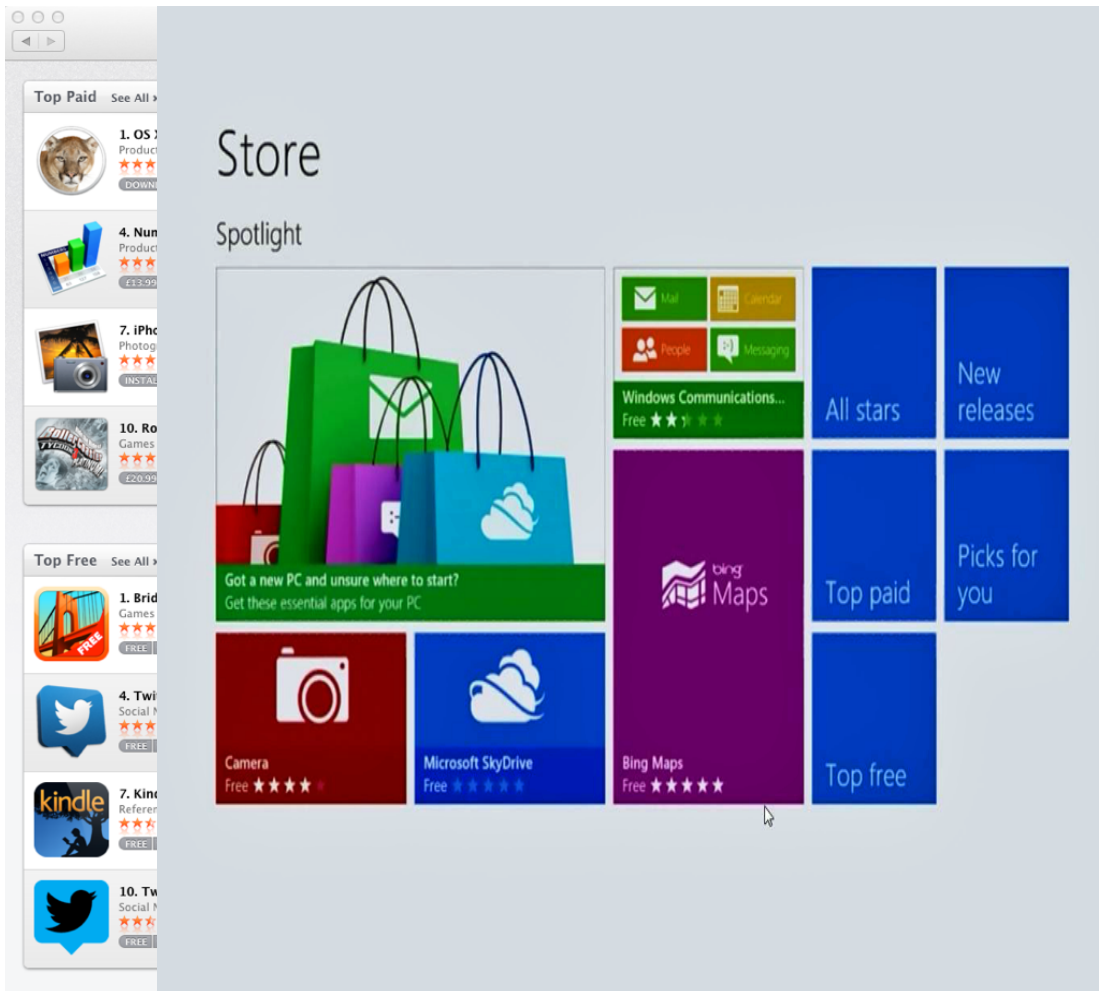 Top Paid See All
1. OS
Product
DOWN
4. Num
Product
£13.99
7. iPho
Photog
INSTAL
10. Ro
Games
£20.99
Top Free See All
1. Brid
Games
FREE
FREE
4. Twi
Social
FREE
kindle
7. Kind
Referen
FREE
10. Tw
Social
FREE
Store
Spotlight
Got a new PC and unsure where to start?
Get these essential apps for your PC
Camera
Free
Microsoft SkyDrive
Free
Mail
Calendar
People
Messaging
Windows Communications...
Free
bing
Maps
Bing Maps
Free
All stars
New
releases
Top paid
Picks for
you
Top free